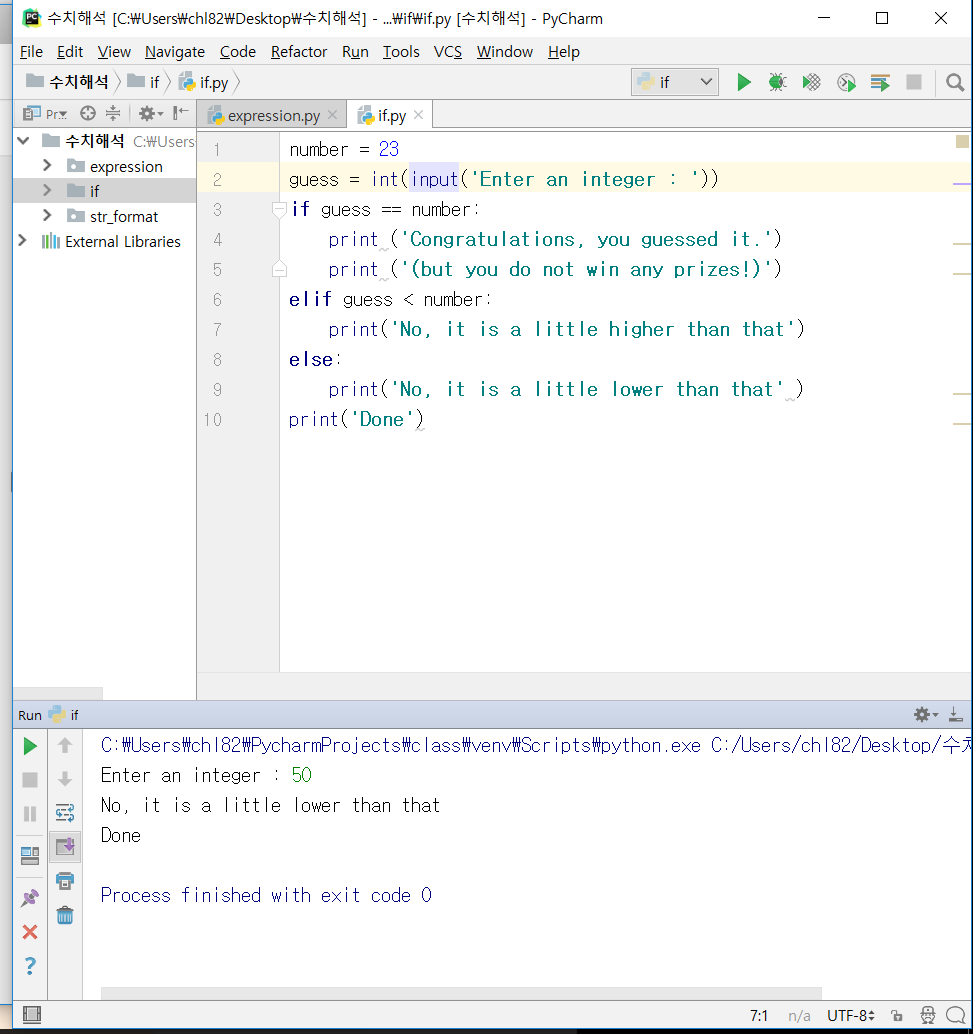 수치해석 [C:₩Users₩chl82₩Desktop₩수치해석] - ...₩if₩if.py [수치해석] - PyCharm
File Edit View Navigate Code Refactor Run Tools VCS Window Help
수치해석 if if.py if
Pr expression.py if.py
수치해석 C:₩Users
expression
if
str_format
External Libraries
1 number = 23
2 guess = int(input('Enter an integer : '))
3 if guess == number:
4 print ('Congratulations, you guessed it.')
5 print ('(but you do not win any prizes!)')
6 elif guess < number:
7 print('No, it is a little higher than that')
8 else:
9 print('No, it is a little lower than that' )
10 print('Done')
Run if
C:₩Users₩chl82₩PycharmProjects₩class₩venv₩Scripts₩python.exe C:/Users/chl82/Desktop/수치
Enter an integer : 50
No, it is a little lower than that
Done
Process finished with exit code 0
7:1 n/a UTF-8